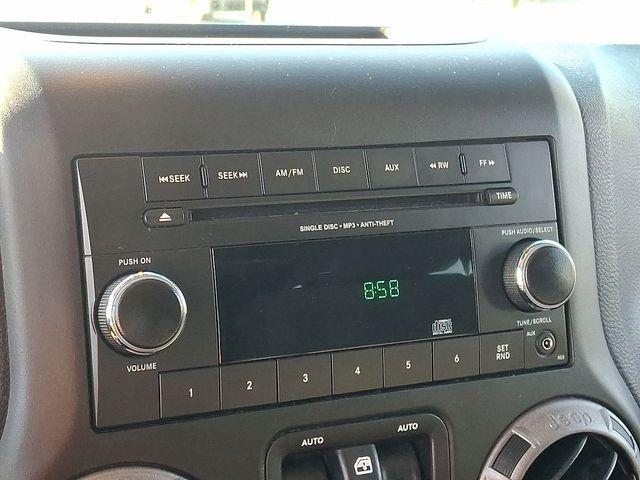 ⏮SEEK SEEK⏭ AM/FM DISC AUX ◀◀RW FF▶▶
TIME
SINGLE DISC • MP3 • ANTI-THEFT
PUSH ON
PUSH AUDIO/SELECT
8:58
VOLUME
TUNE/SCROLL
AUX
1 2 3 4 5 6 SET RND
AUTO AUTO
Jeep